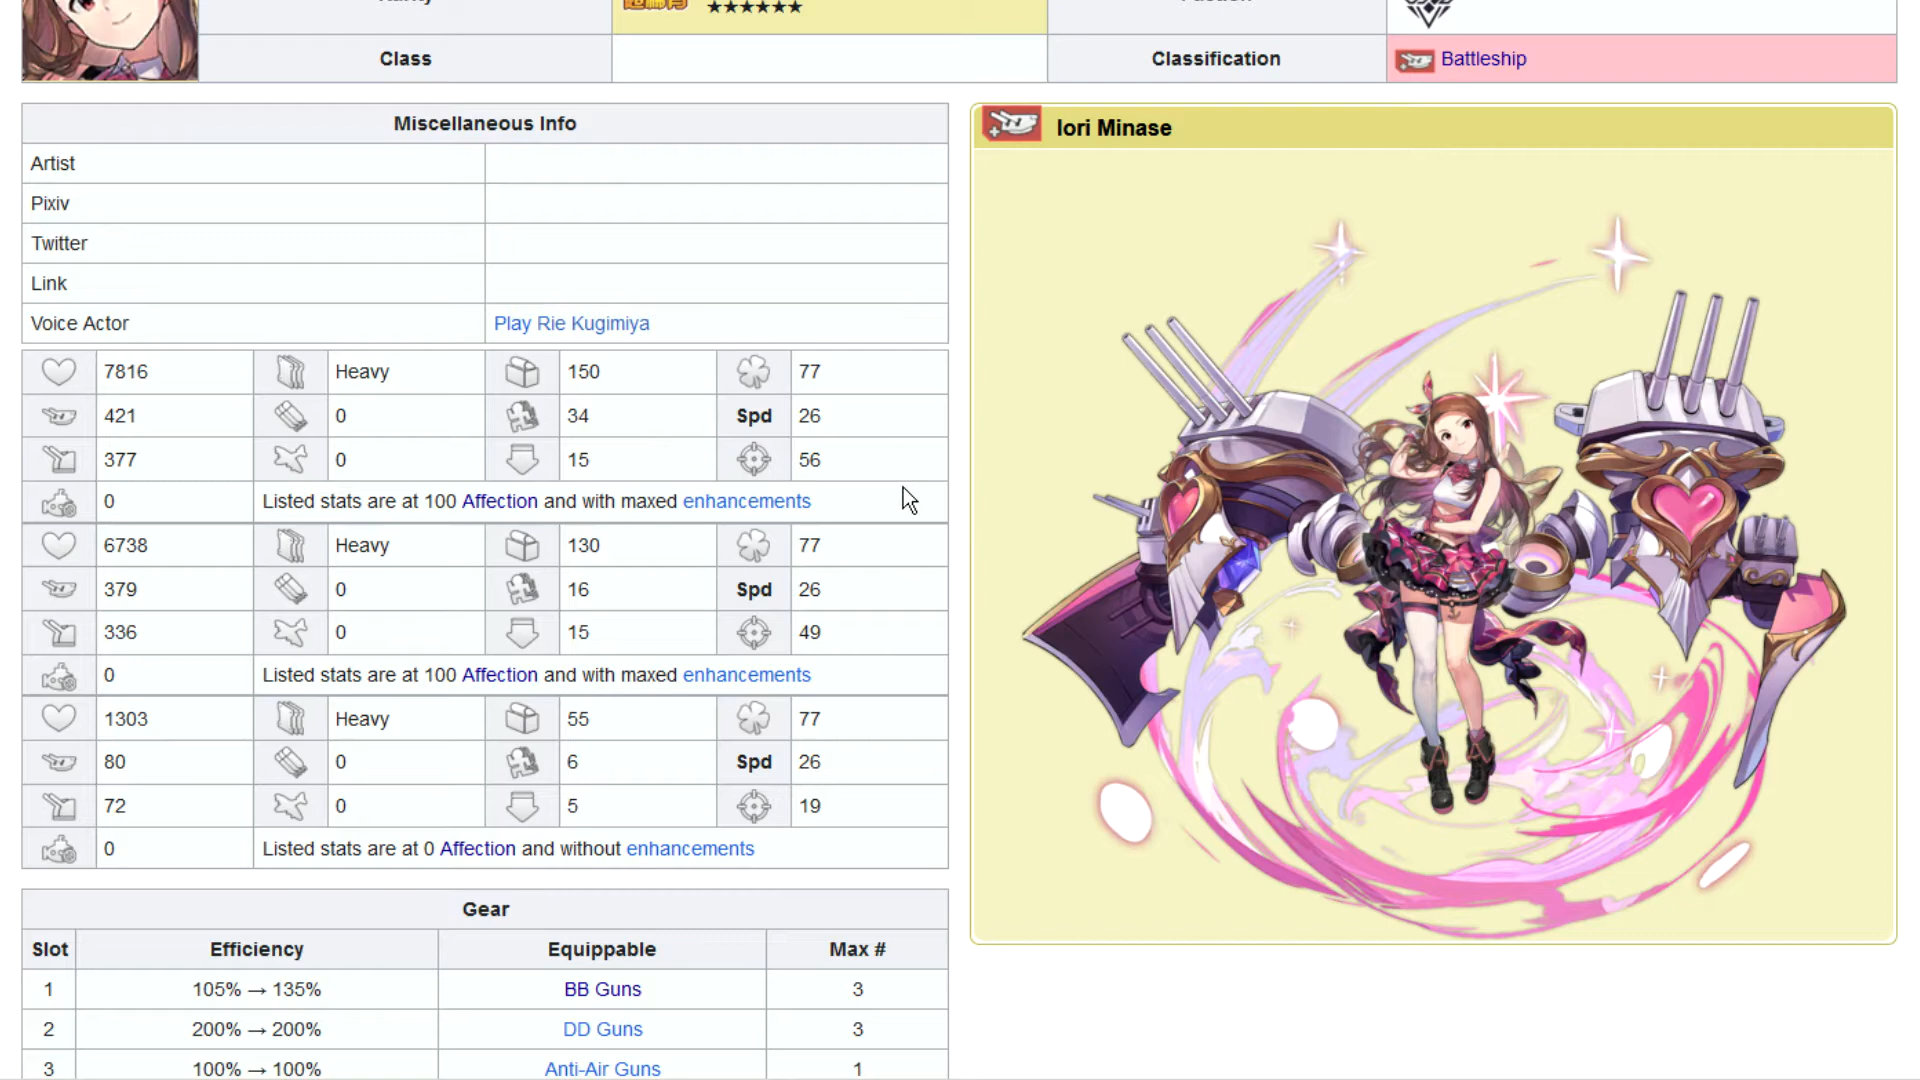 ★★★★★★
Class
Classification
Battleship
Miscellaneous Info
Artist
Pixiv
Twitter
Link
Voice Actor
Play Rie Kugimiya
7816 Heavy 150 77
421 0 34 Spd 26
377 0 15 56
0 Listed stats are at 100 Affection and with maxed enhancements
6738 Heavy 130 77
379 0 16 Spd 26
336 0 15 49
0 Listed stats are at 100 Affection and with maxed enhancements
1303 Heavy 55 77
80 0 6 Spd 26
72 0 5 19
0 Listed stats are at 0 Affection and without enhancements
Gear
Slot Efficiency Equippable Max #
1 105% → 135% BB Guns 3
2 200% → 200% DD Guns 3
3 100% → 100% Anti-Air Guns 1
Iori Minase